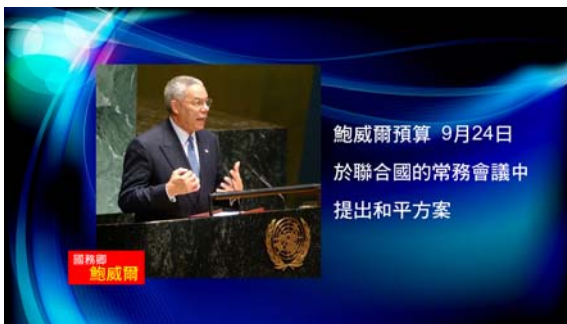 鮑威爾預算 9月24日
於聯合國的常務會議中
提出和平方案
國務卿
鮑威爾